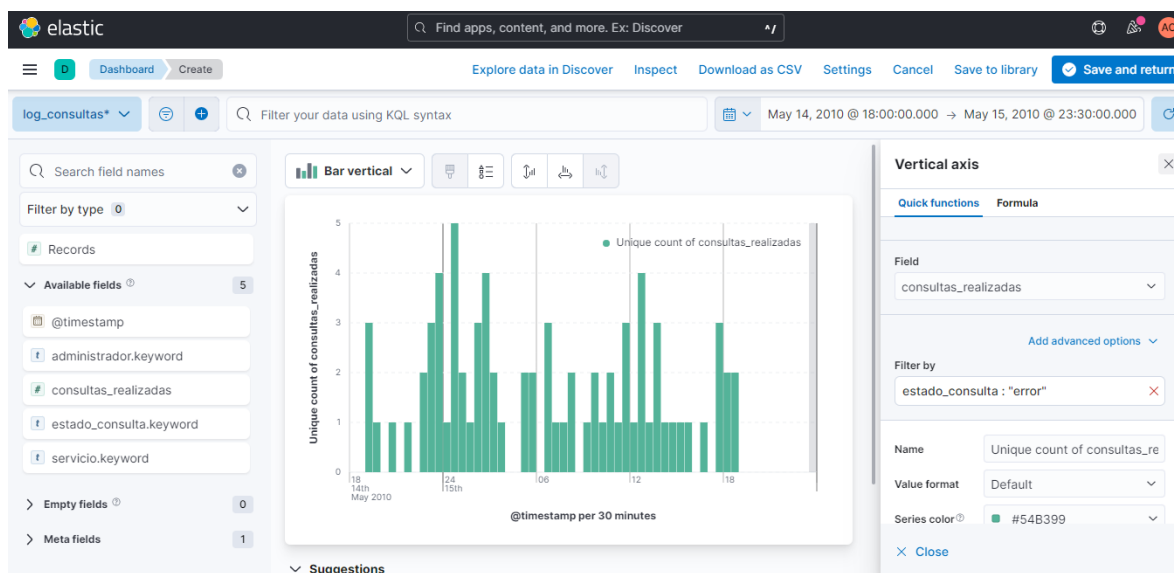 elastic
Find apps, content, and more. Ex: Discover
^/
D
Dashboard
Create
Explore data in Discover
Inspect
Download as CSV
Settings
Cancel
Save to library
Save and return
log_consultas*
Filter your data using KQL syntax
May 14, 2010 @ 18:00:00.000 → May 15, 2010 @ 23:30:00.000
Search field names
Filter by type 0
# Records
Available fields 5
@timestamp
t administrador.keyword
# consultas_realizadas
t estado_consulta.keyword
t servicio.keyword
Empty fields 0
Meta fields 1
Bar vertical
Unique count of consultas_realizadas
Unique count of consultas_realizadas
5
4
3
2
1
0
18 24 06 12 18
14th 15th
May 2010
@timestamp per 30 minutes
Suggestions
Vertical axis
Quick functions
Formula
Field
consultas_realizadas
Add advanced options
Filter by
estado_consulta : "error"
Name
Unique count of consultas_re
Value format
Default
Series color
#54B399
Close